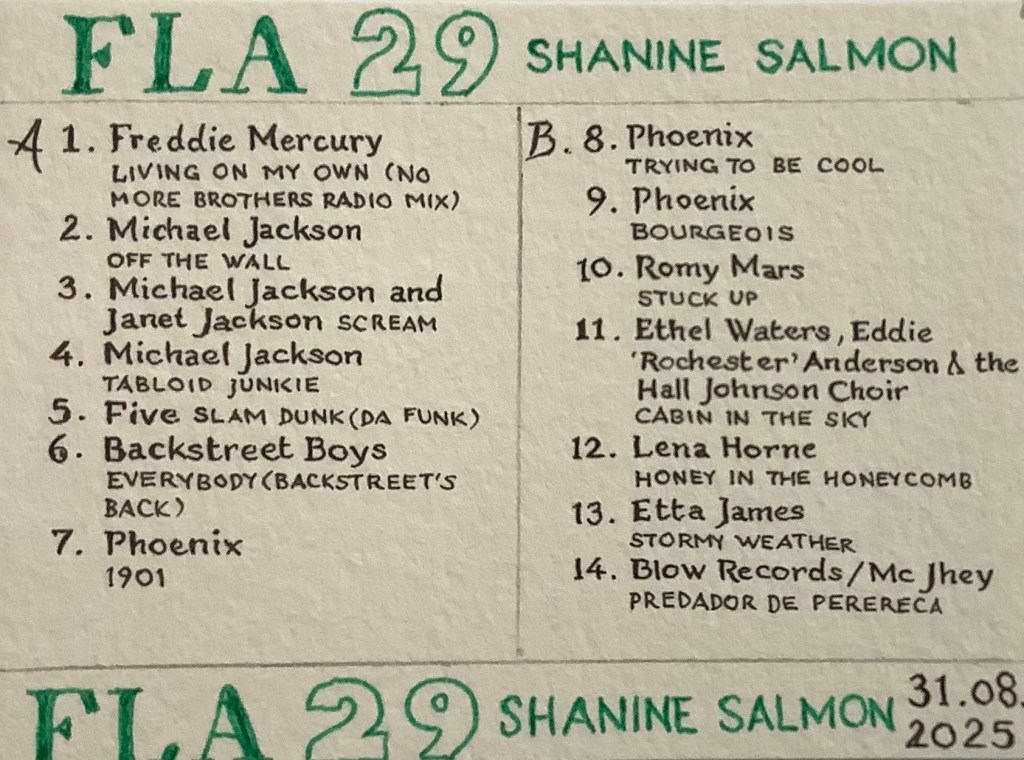 FLA 29 SHANINE SALMON
A 1. Freddie Mercury
LIVING ON MY OWN (NO
MORE BROTHERS RADIO MIX)
2. Michael Jackson
OFF THE WALL
3. Michael Jackson and
Janet Jackson SCREAM
4. Michael Jackson
TABLOID JUNKIE
5. Five SLAM DUNK (DA FUNK)
6. Backstreet Boys
EVERYBODY (BACKSTREET'S
BACK)
7. Phoenix
1901
B. 8. Phoenix
TRYING TO BE COOL
9. Phoenix
BOURGEOIS
10. Romy Mars
STUCK UP
11. Ethel Waters, Eddie
'Rochester' Anderson & the
Hall Johnson Choir
CABIN IN THE SKY
12. Lena Horne
HONEY IN THE HONEYCOMB
13. Etta James
STORMY WEATHER
14. Blow Records/Mc Jhey
PREDADOR DE PERERECA
FLA 29 SHANINE SALMON
31.08.
2025